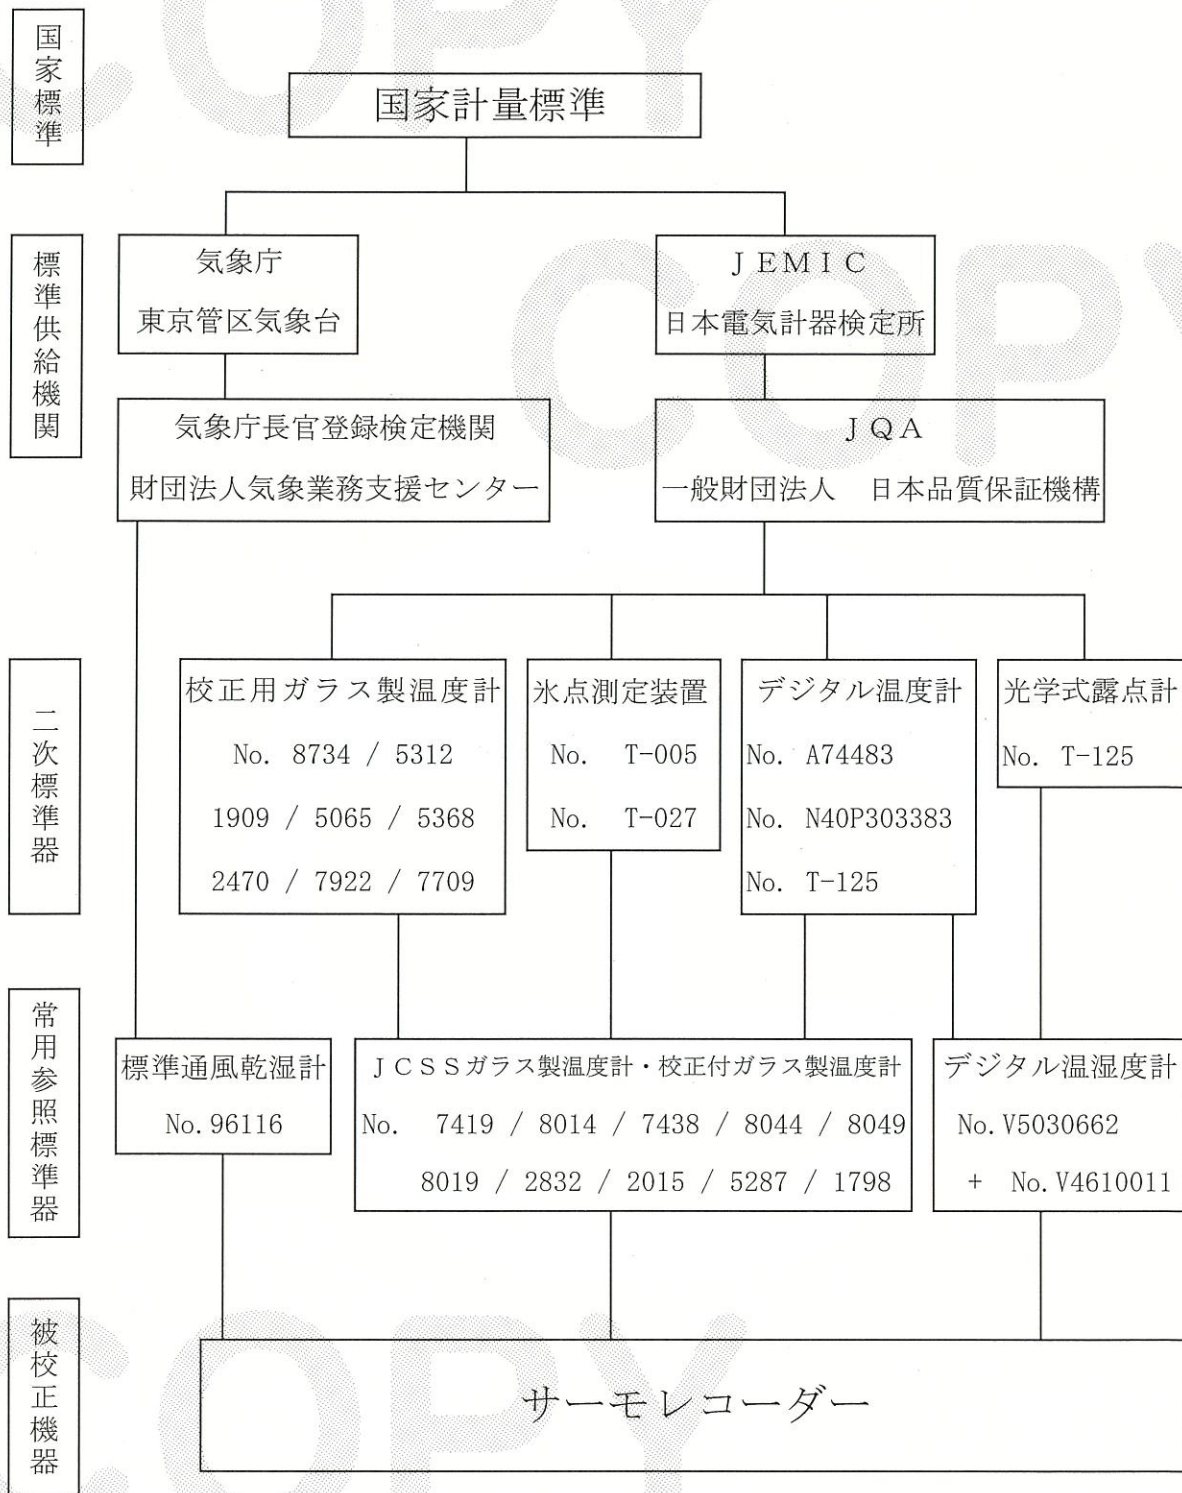 COPY
国家標準
国家計量標準
標準供給機関
気象庁
東京管区気象台
JEMIC
日本電気計器検定所
COPY
気象庁長官登録検定機関
財団法人気象業務支援センター
JQA
一般財団法人 日本品質保証機構
二次標準器
校正用ガラス製温度計
No. 8734 / 5312
1909 / 5065 / 5368
2470 / 7922 / 7709
氷点測定装置
No. T-005
No. T-027
デジタル温度計
No. A74483
No. N40P303383
No. T-125
光学式露点計
No. T-125
常用参照標準器
標準通風乾湿計
No.96116
JCSSガラス製温度計・校正付ガラス製温度計
No. 7419 / 8014 / 7438 / 8044 / 8049
8019 / 2832 / 2015 / 5287 / 1798
デジタル温湿度計
No.V5030662
+ No.V4610011
被校正機器
サーモレコーダー
COPY